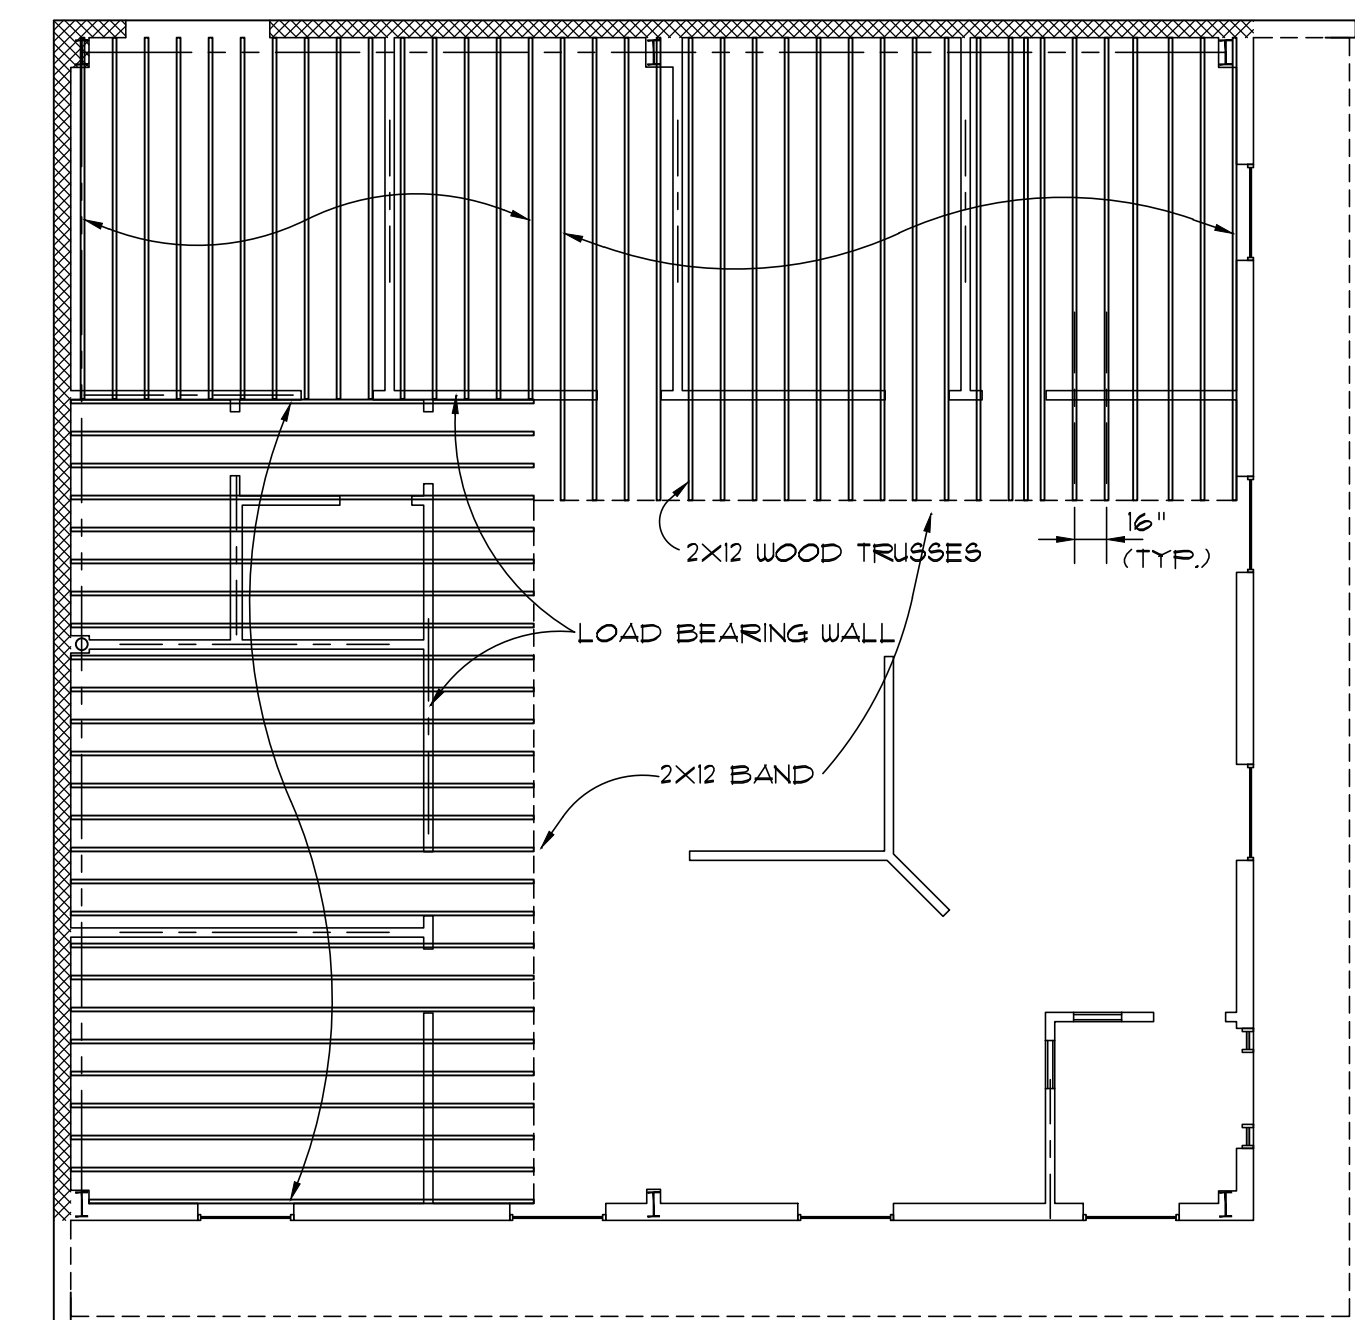 16"
(TYP.)
2X12 WOOD TRUSSES
LOAD BEARING WALL
2X12 BAND